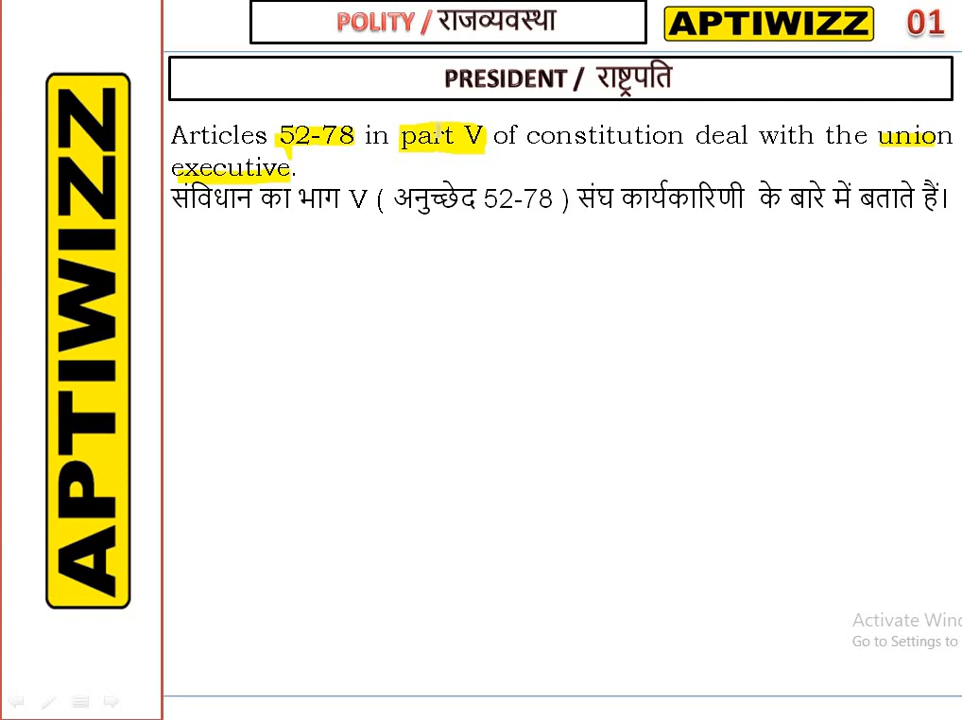 POLITY / राजव्यवस्था
APTIWIZZ
01
PRESIDENT / राष्ट्रपति
Articles 52-78 in part V of constitution deal with the union
executive.
संविधान का भाग V ( अनुच्छेद 52-78 ) संघ कार्यकारिणी के बारे में बताते हैं।
APTIWIZZ
Activate Wind
Go to Settings to